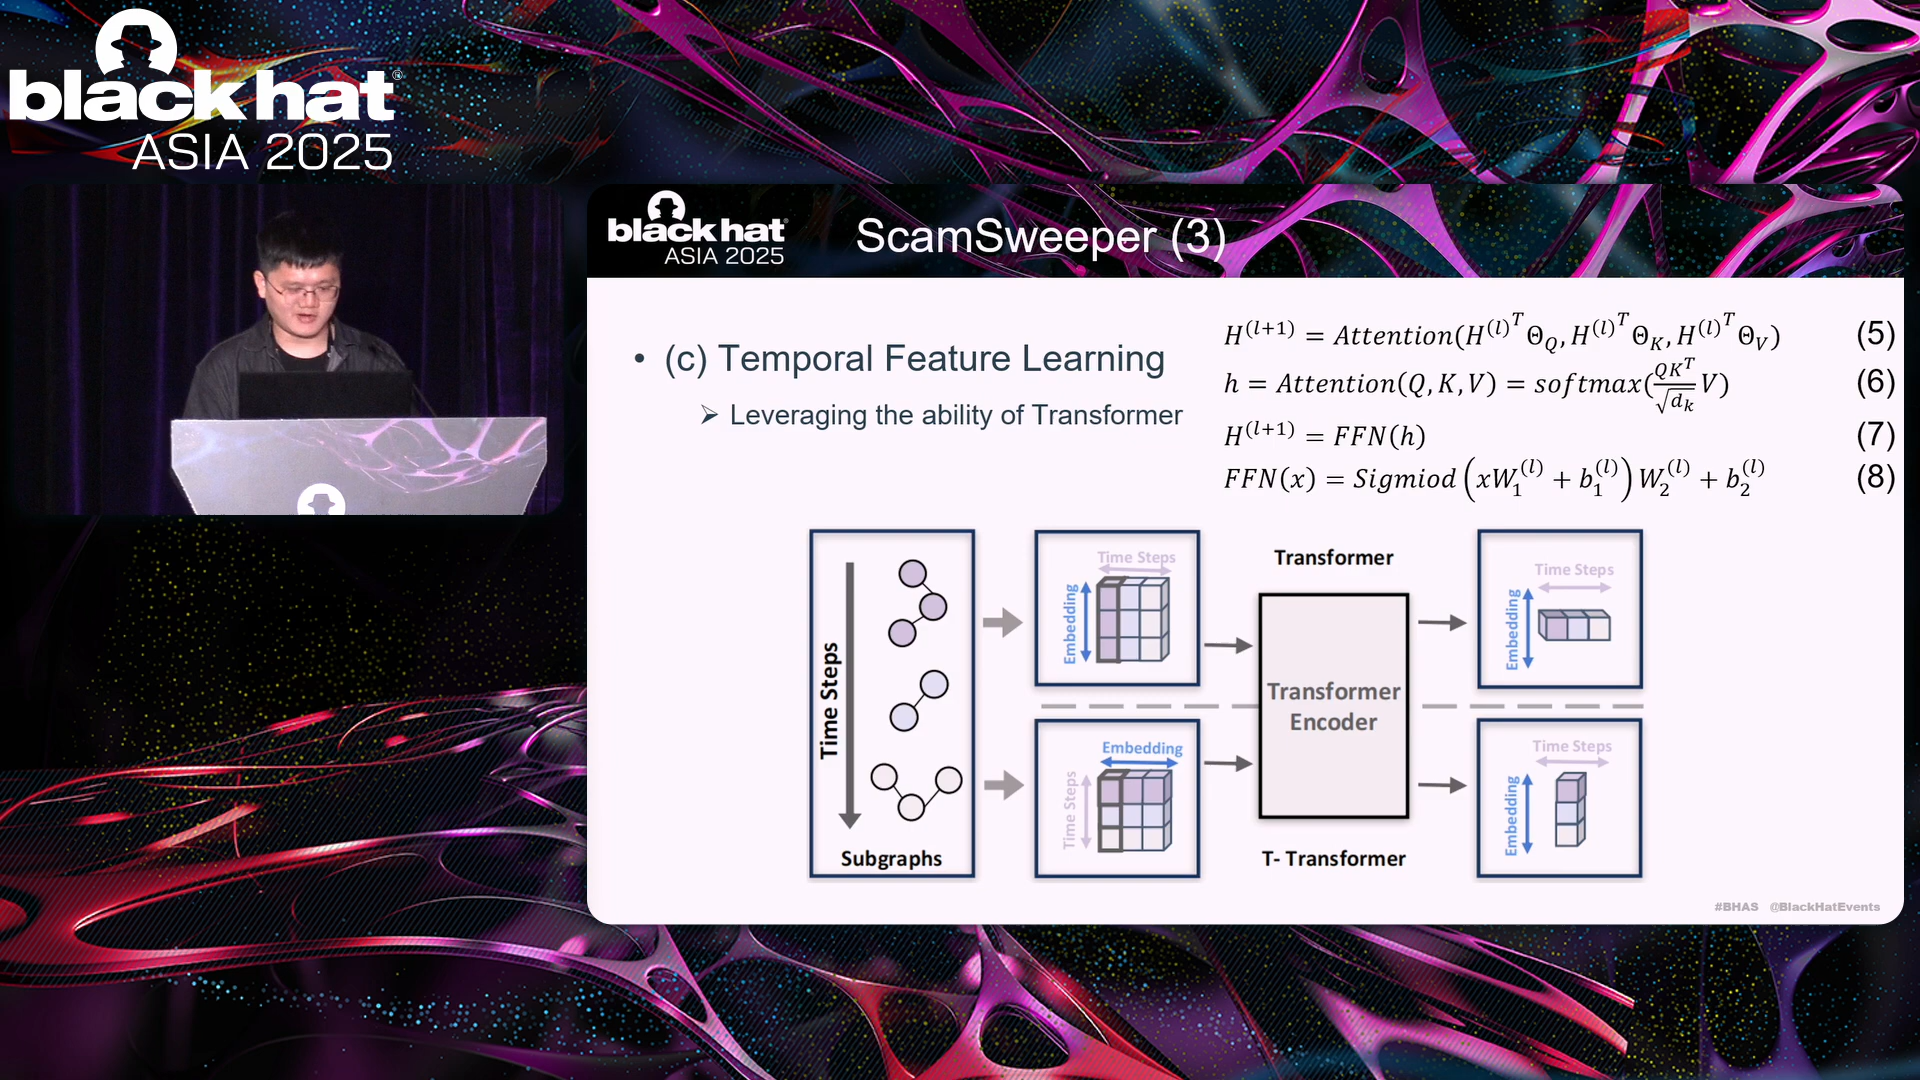 black hat®
ASIA 2025
black hat®
ASIA 2025
ScamSweeper (3)
• (c) Temporal Feature Learning
➢ Leveraging the ability of Transformer
H^{(l+1)} = Attention(H^{(l)^T}Θ_Q, H^{(l)^T}Θ_K, H^{(l)^T}Θ_V) (5)
h = Attention(Q, K, V) = softmax(\frac{QK^T}{\sqrt{d_k}}V) (6)
H^{(l+1)} = FFN(h) (7)
FFN(x) = Sigmiod(xW_1^{(l)} + b_1^{(l)})W_2^{(l)} + b_2^{(l)} (8)
Time Steps
Subgraphs
Time Steps
Embedding
Embedding
Time Steps
Transformer
Transformer
Encoder
T- Transformer
Time Steps
Embedding
Time Steps
Embedding
#BHAS @BlackHatEvents